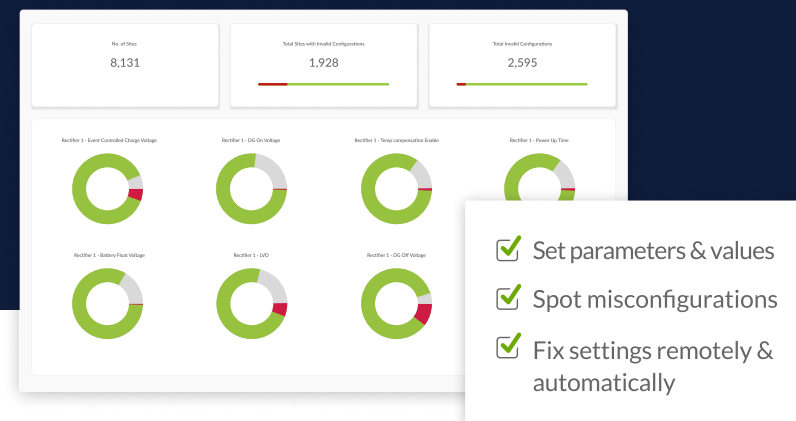 No. of Sites
8,131
Total Sites with Invalid Configurations
1,928
Total Invalid Configurations
2,595
Rectifier 1 - Event Controlled Charge Voltage
Rectifier 1 - DG On Voltage
Rectifier 1 - Temp compensation Enable
Rectifier 1 - Power Up Time
Rectifier 1 - Battery Float Voltage
Rectifier 1 - LVD
Rectifier 1 - DG Off Voltage
Set parameters & values
Spot misconfigurations
Fix settings remotely &
automatically